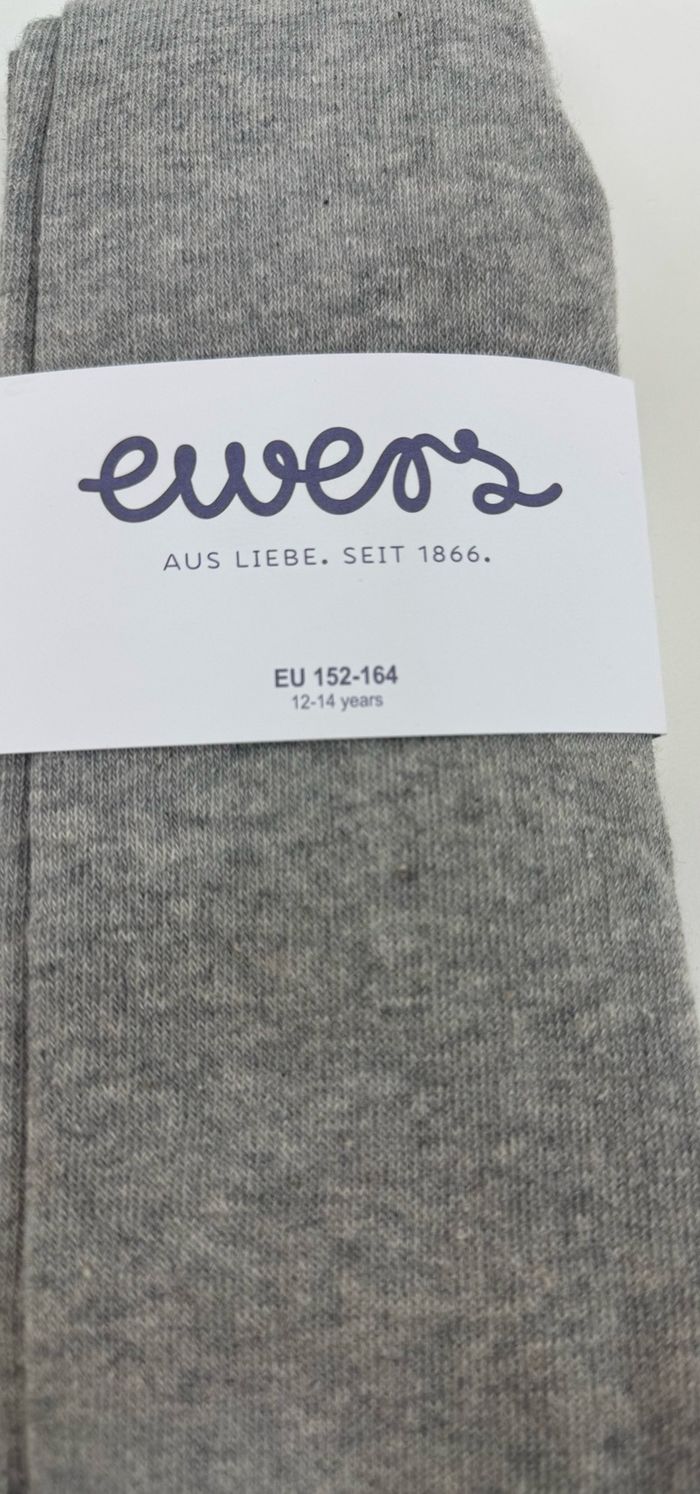 ewers
AUS LIEBE. SEIT 1866.
EU 152-164
12-14 years